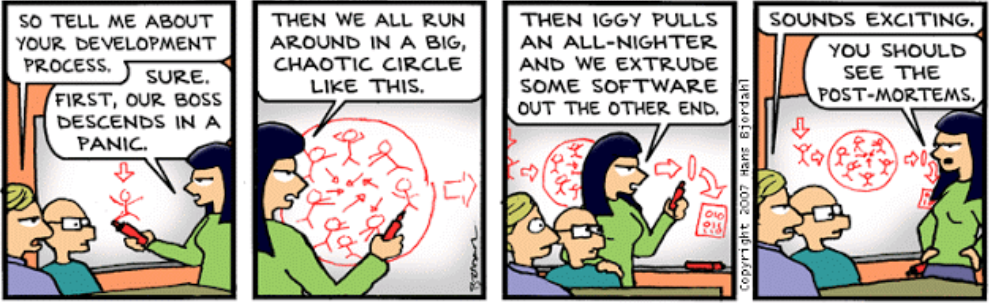 SO TELL ME ABOUT
YOUR DEVELOPMENT
PROCESS.
SURE.
FIRST, OUR BOSS
DESCENDS IN A
PANIC.
THEN WE ALL RUN
AROUND IN A BIG,
CHAOTIC CIRCLE
LIKE THIS.
THEN IGGY PULLS
AN ALL-NIGHTER
AND WE EXTRUDE
SOME SOFTWARE
OUT THE OTHER END.
Copyright 2007 Hans Bjordahl
SOUNDS EXCITING.
YOU SHOULD
SEE THE
POST-MORTEMS.